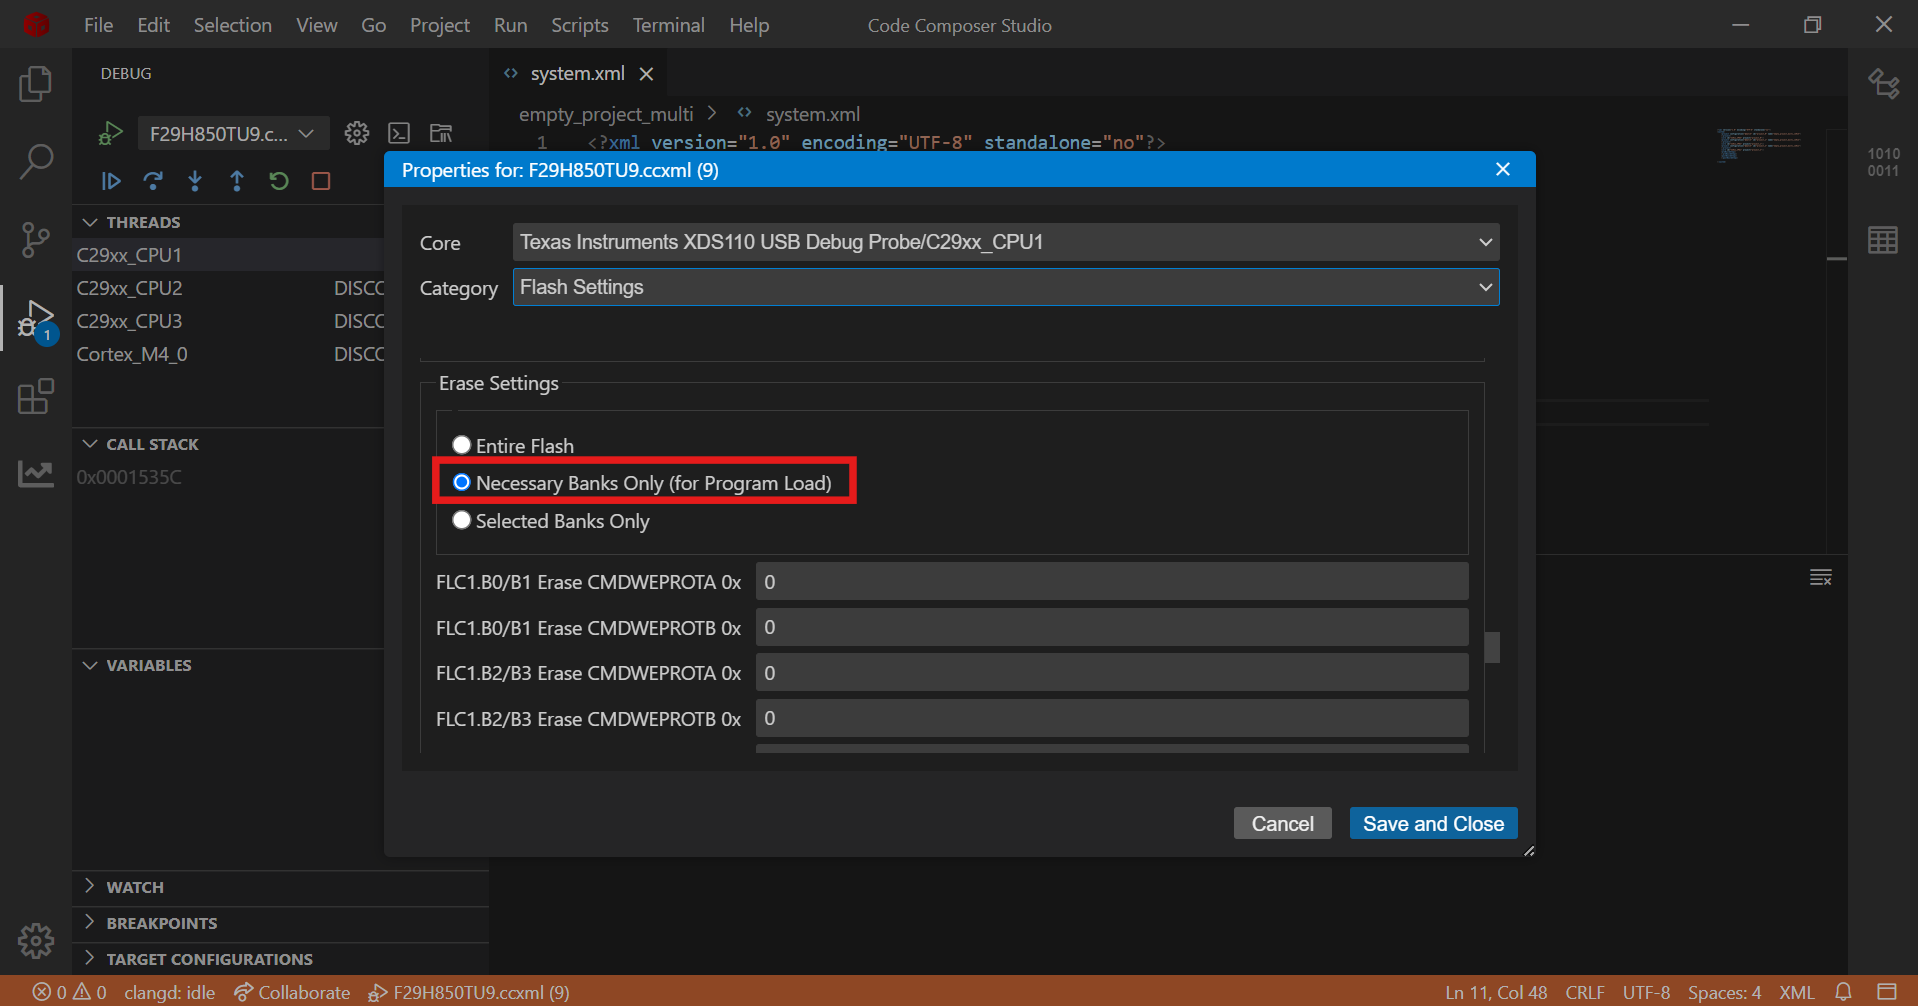 File Edit Selection View Go Project Run Scripts Terminal Help Code Composer Studio
DEBUG
system.xml
F29H850TU9.c...
empty_project_multi > system.xml
1 <?xml version="1.0" encoding="UTF-8" standalone="no"?>
1010
0011
Properties for: F29H850TU9.ccxml (9)
THREADS
C29xx_CPU1
C29xx_CPU2 DISCC
C29xx_CPU3 DISCC
Cortex_M4_0 DISCC
1
CALL STACK
0x0001535C
VARIABLES
WATCH
BREAKPOINTS
TARGET CONFIGURATIONS
Core Texas Instruments XDS110 USB Debug Probe/C29xx_CPU1
Category Flash Settings
Erase Settings
Entire Flash
Necessary Banks Only (for Program Load)
Selected Banks Only
FLC1.B0/B1 Erase CMDWEPROTA 0x 0
FLC1.B0/B1 Erase CMDWEPROTB 0x 0
FLC1.B2/B3 Erase CMDWEPROTA 0x 0
FLC1.B2/B3 Erase CMDWEPROTB 0x 0
Cancel Save and Close
0 0 clangd: idle Collaborate F29H850TU9.ccxml (9) Ln 11, Col 48 CRLF UTF-8 Spaces: 4 XML